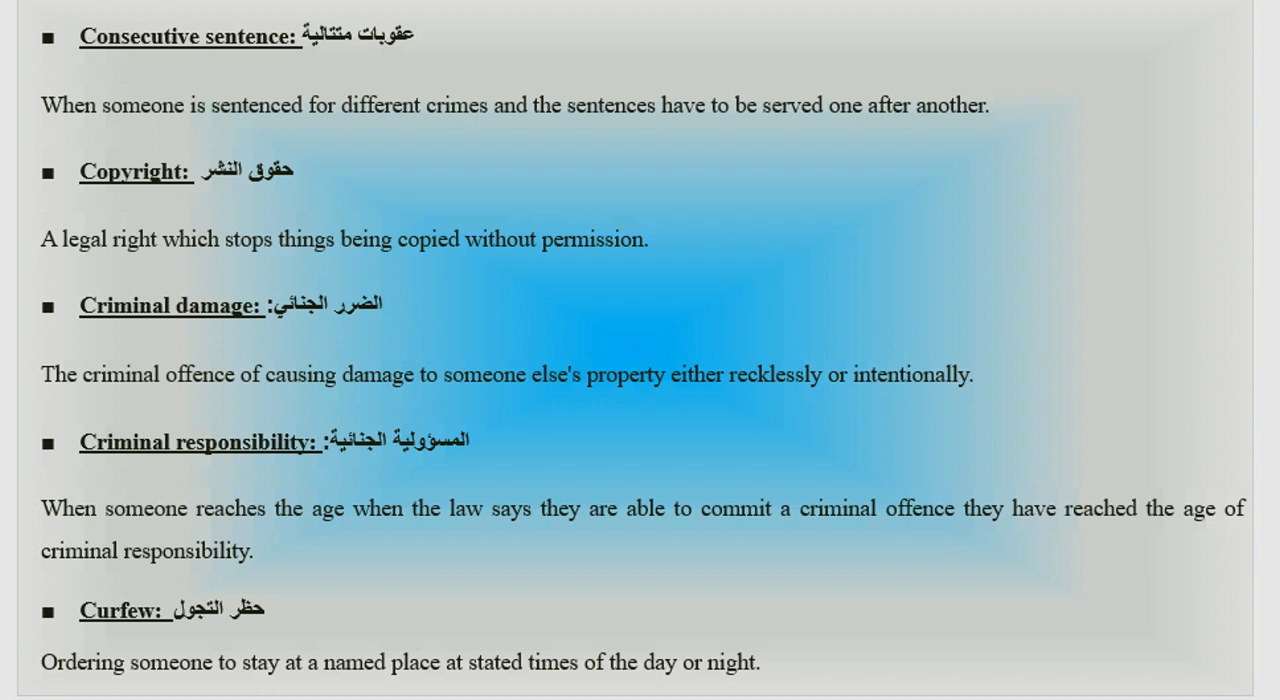 ▪ Consecutive sentence: عقوبات متتالية
When someone is sentenced for different crimes and the sentences have to be served one after another.
▪ Copyright: حقوق النشر
A legal right which stops things being copied without permission.
▪ Criminal damage: الضرر الجنائي:
The criminal offence of causing damage to someone else's property either recklessly or intentionally.
▪ Criminal responsibility: المسؤولية الجنائية:
When someone reaches the age when the law says they are able to commit a criminal offence they have reached the age of
criminal responsibility.
▪ Curfew: حظر التجول
Ordering someone to stay at a named place at stated times of the day or night.